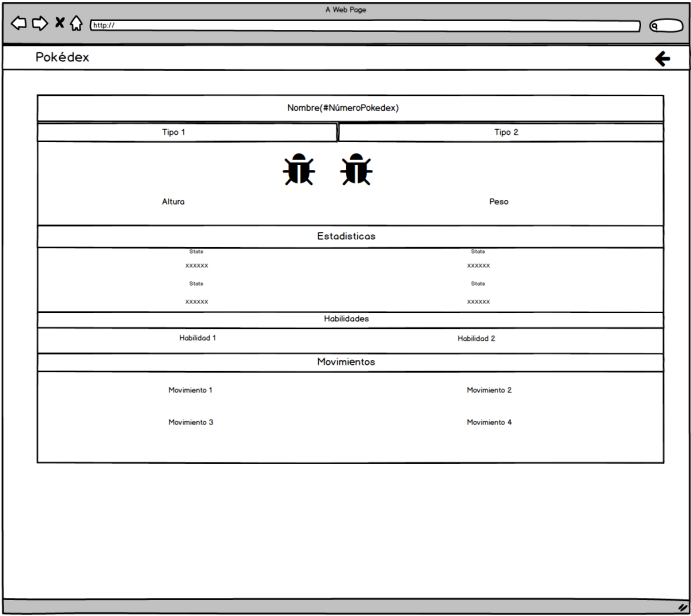 A Web Page
http://
Pokédex
Nombre(#NúmeroPokedex)
Tipo 1 Tipo 2
Altura Peso
Estadisticas
Stats Stats
xxxxxx xxxxxx
Stats Stats
xxxxxx xxxxxx
Habilidades
Habilidad 1 Habilidad 2
Movimientos
Movimiento 1 Movimiento 2
Movimiento 3 Movimiento 4